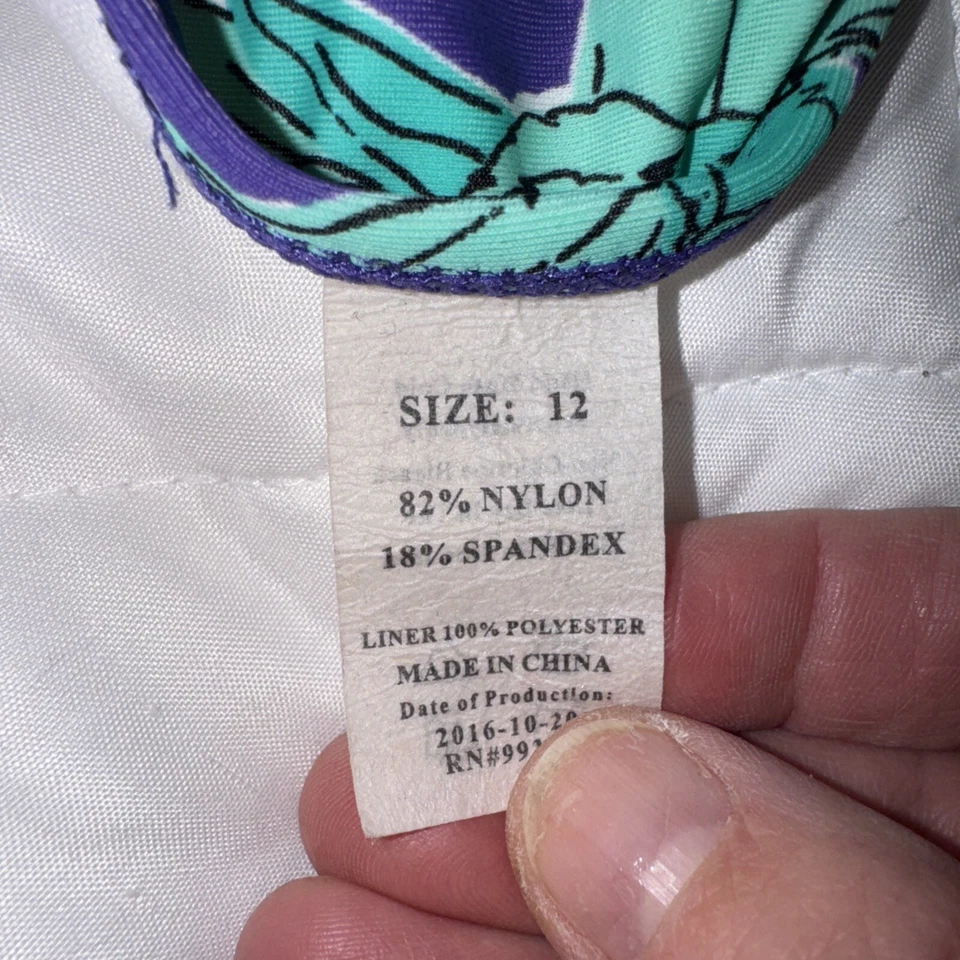 SIZE: 12
82% NYLON
18% SPANDEX
LINER 100% POLYESTER
MADE IN CHINA
Date of Production: